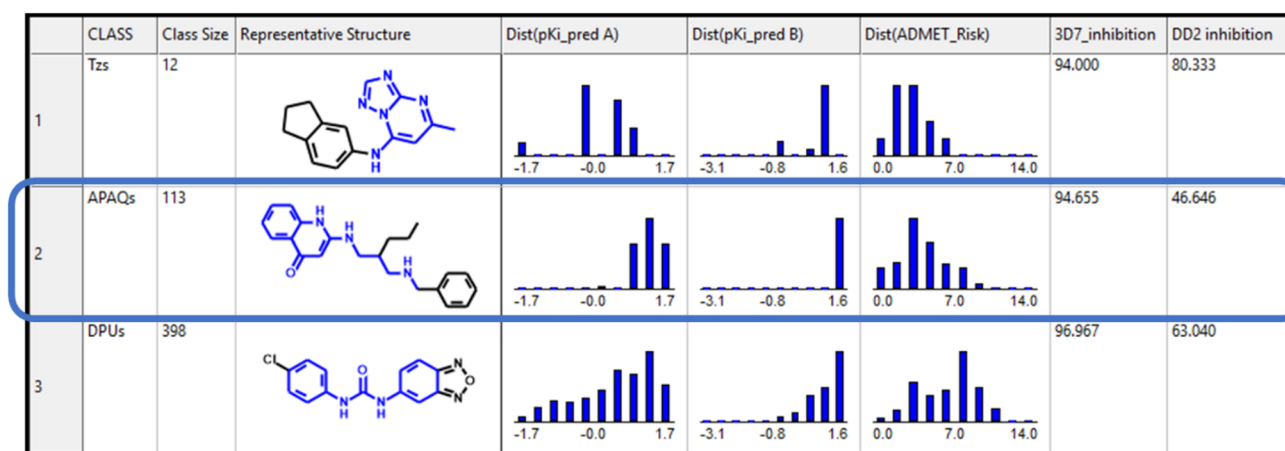 CLASS Class Size Representative Structure Dist(pKi_pred A) Dist(pKi_pred B) Dist(ADMET_Risk) 3D7_inhibition DD2 inhibition
1 Tzs 12 94.000 80.333
N N N N N H
-1.7 -0.0 1.7 -3.1 -0.8 1.6 0.0 7.0 14.0
2 APAQs 113 94.655 46.646
H N H N O H N
-1.7 -0.0 1.7 -3.1 -0.8 1.6 0.0 7.0 14.0
3 DPUs 398 96.967 63.040
Cl O N H N H N O N
-1.7 -0.0 1.7 -3.1 -0.8 1.6 0.0 7.0 14.0